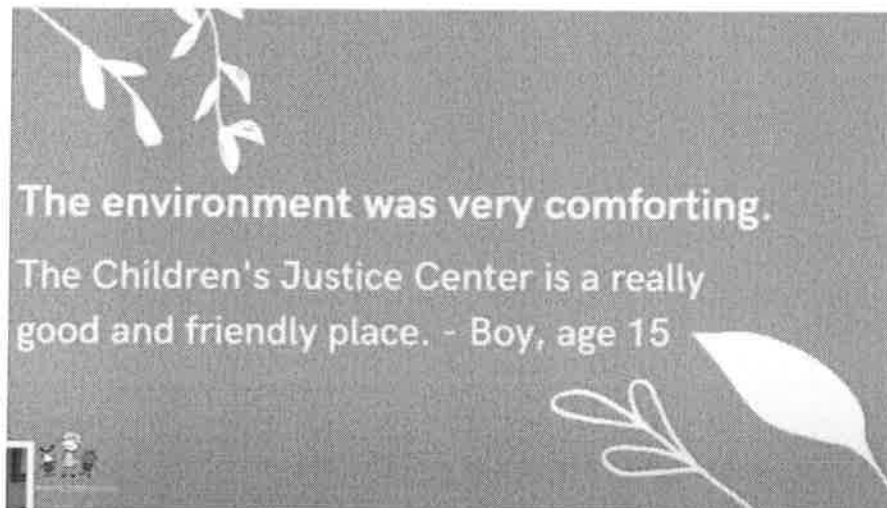 The environment was very comforting.
The Children's Justice Center is a really
good and friendly place. - Boy, age 15